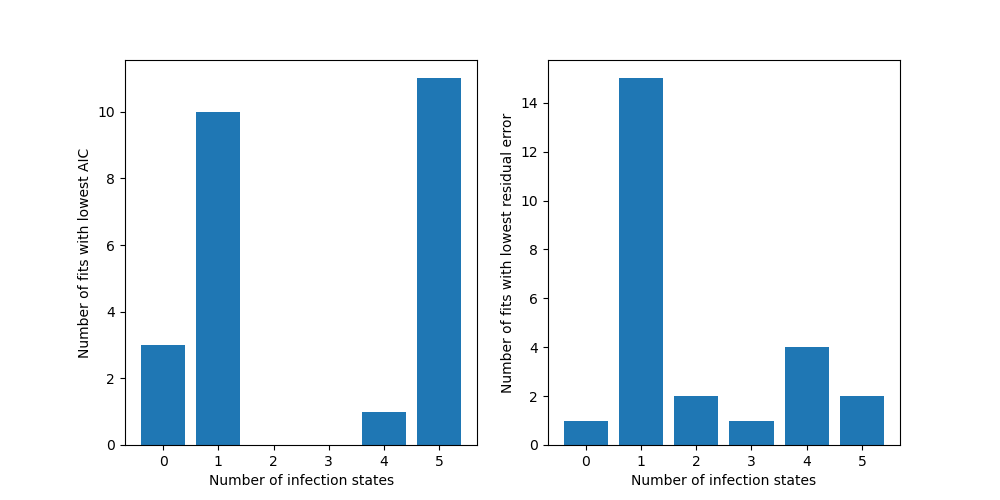 Number of fits with lowest AIC
10
8
6
4
2
0
0 1 2 3 4 5
Number of infection states
Number of fits with lowest residual error
14
12
10
8
6
4
2
0
0 1 2 3 4 5
Number of infection states